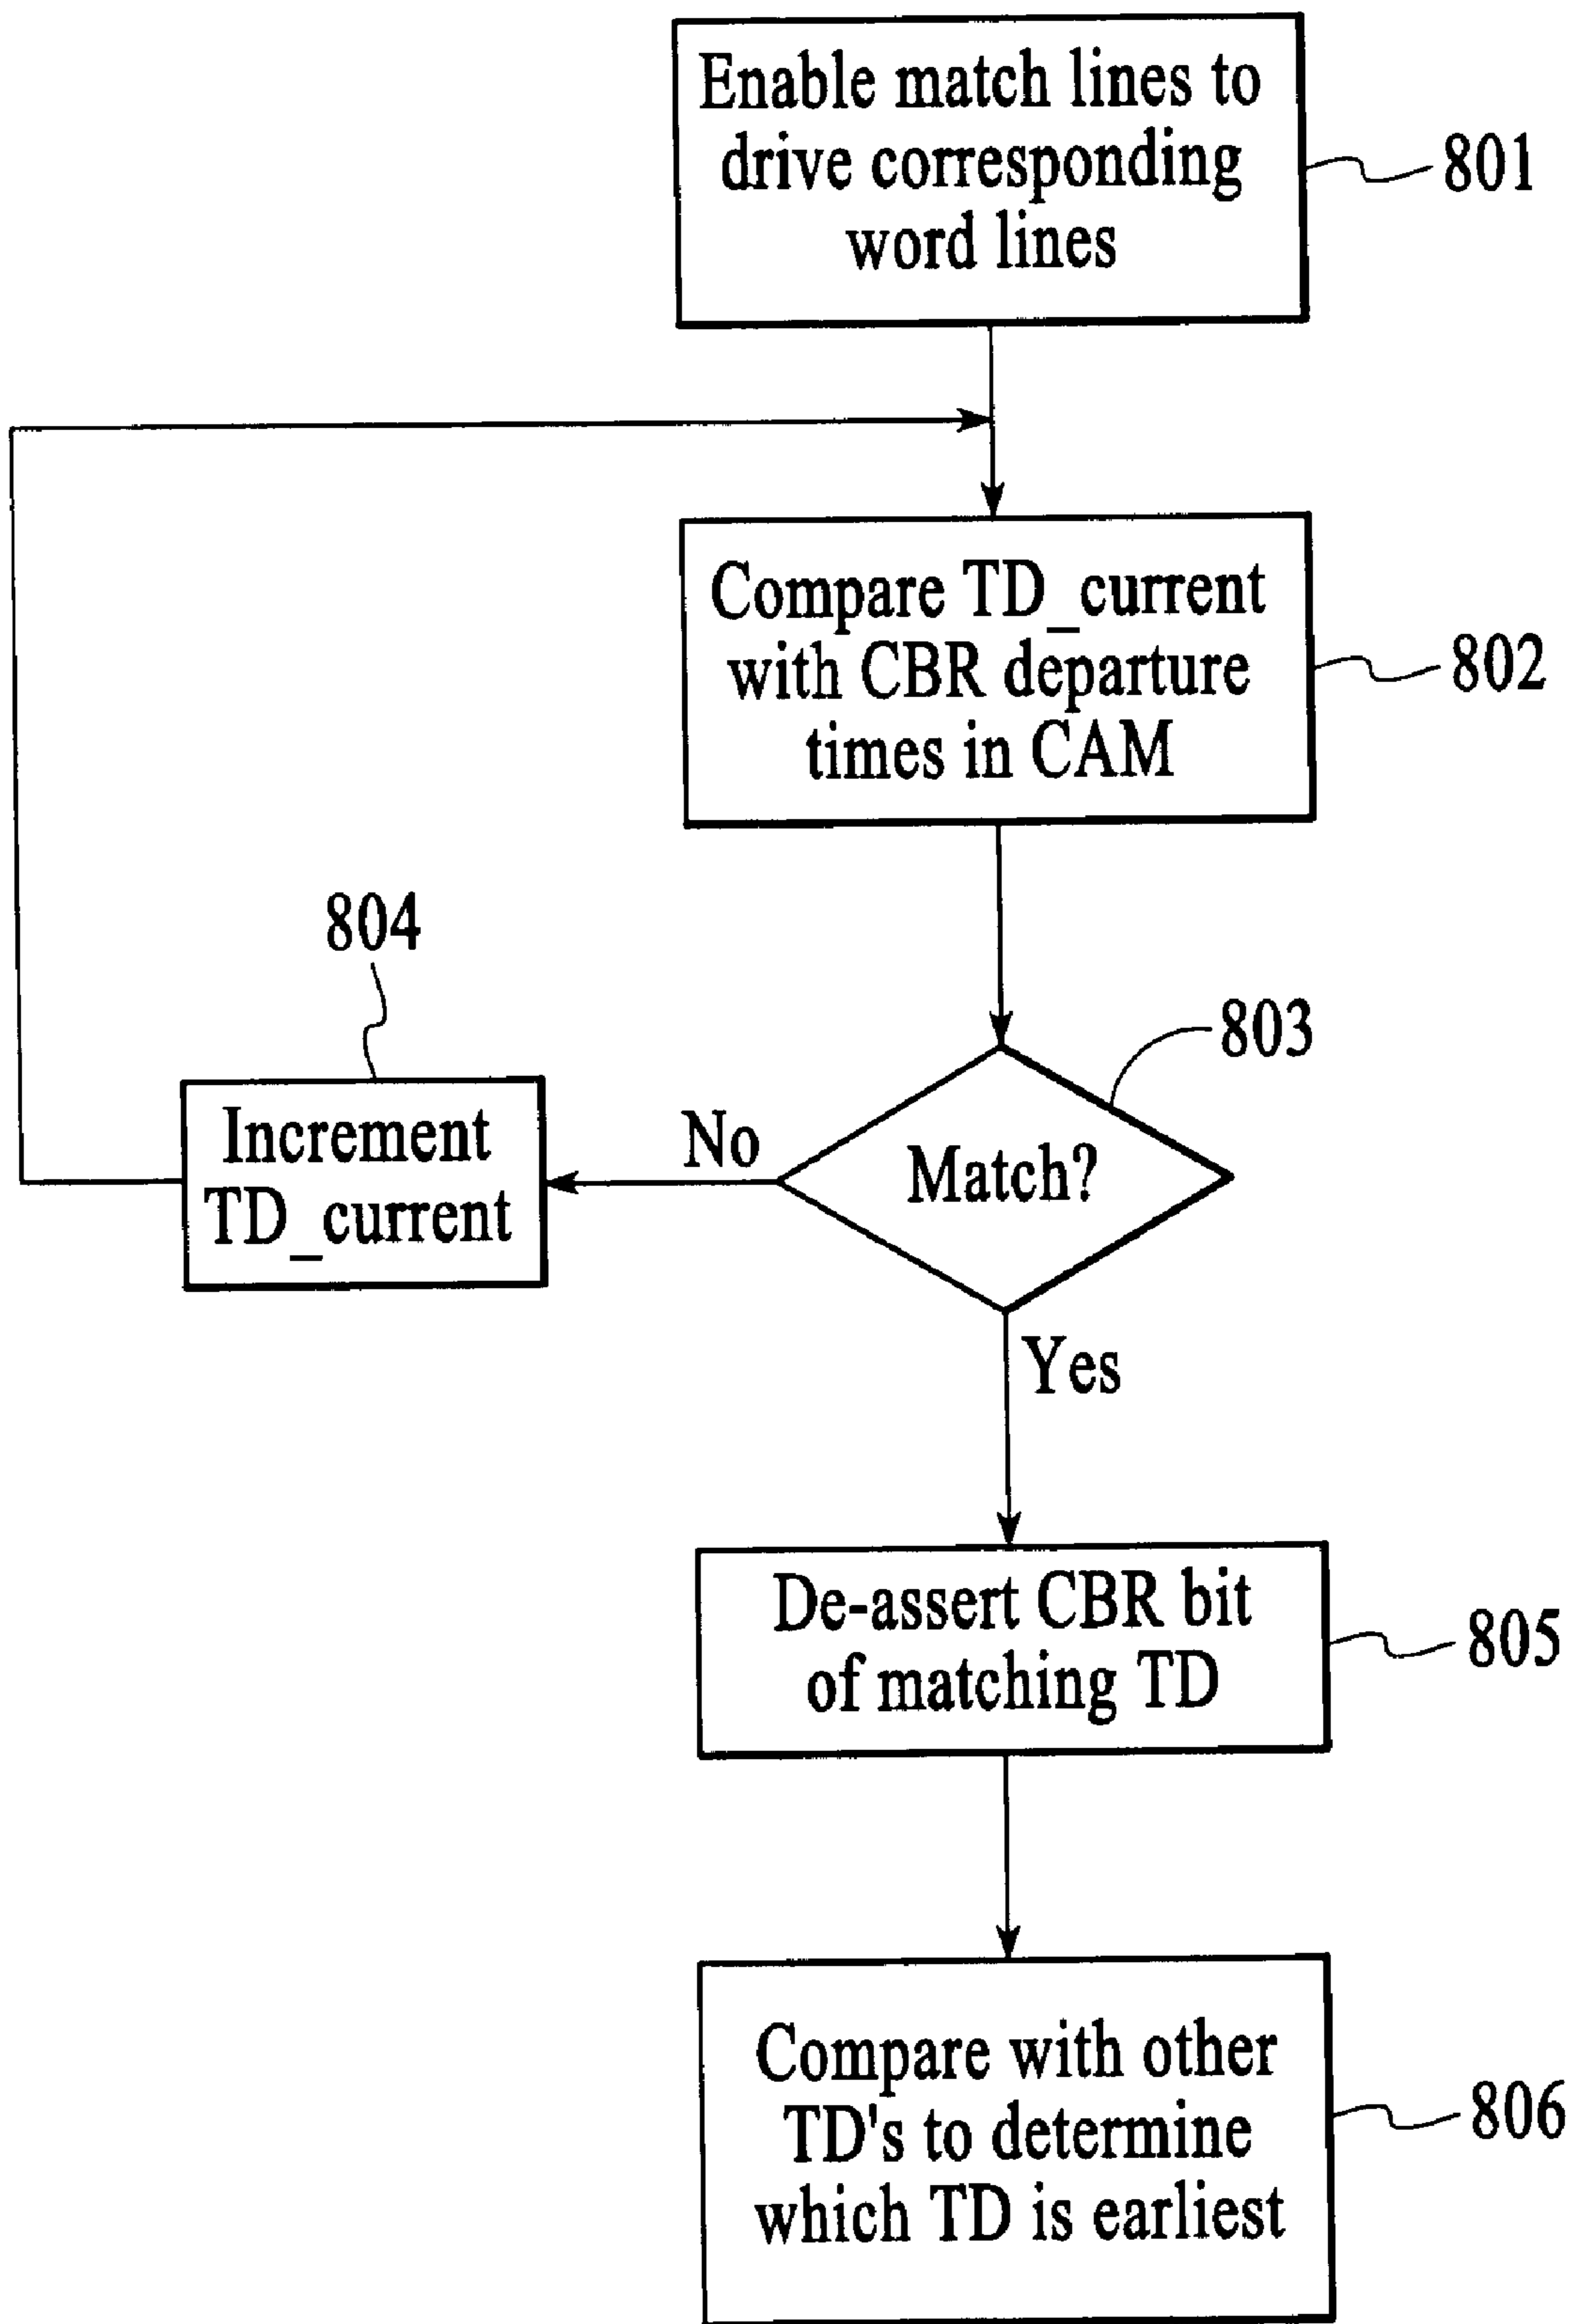 Enable match lines to
drive corresponding
word lines
801
Compare TD_current
with CBR departure
times in CAM
802
804
803
Increment
TD_current
No
Match?
Yes
De-assert CBR bit
of matching TD
805
Compare with other
TD's to determine
which TD is earliest
806